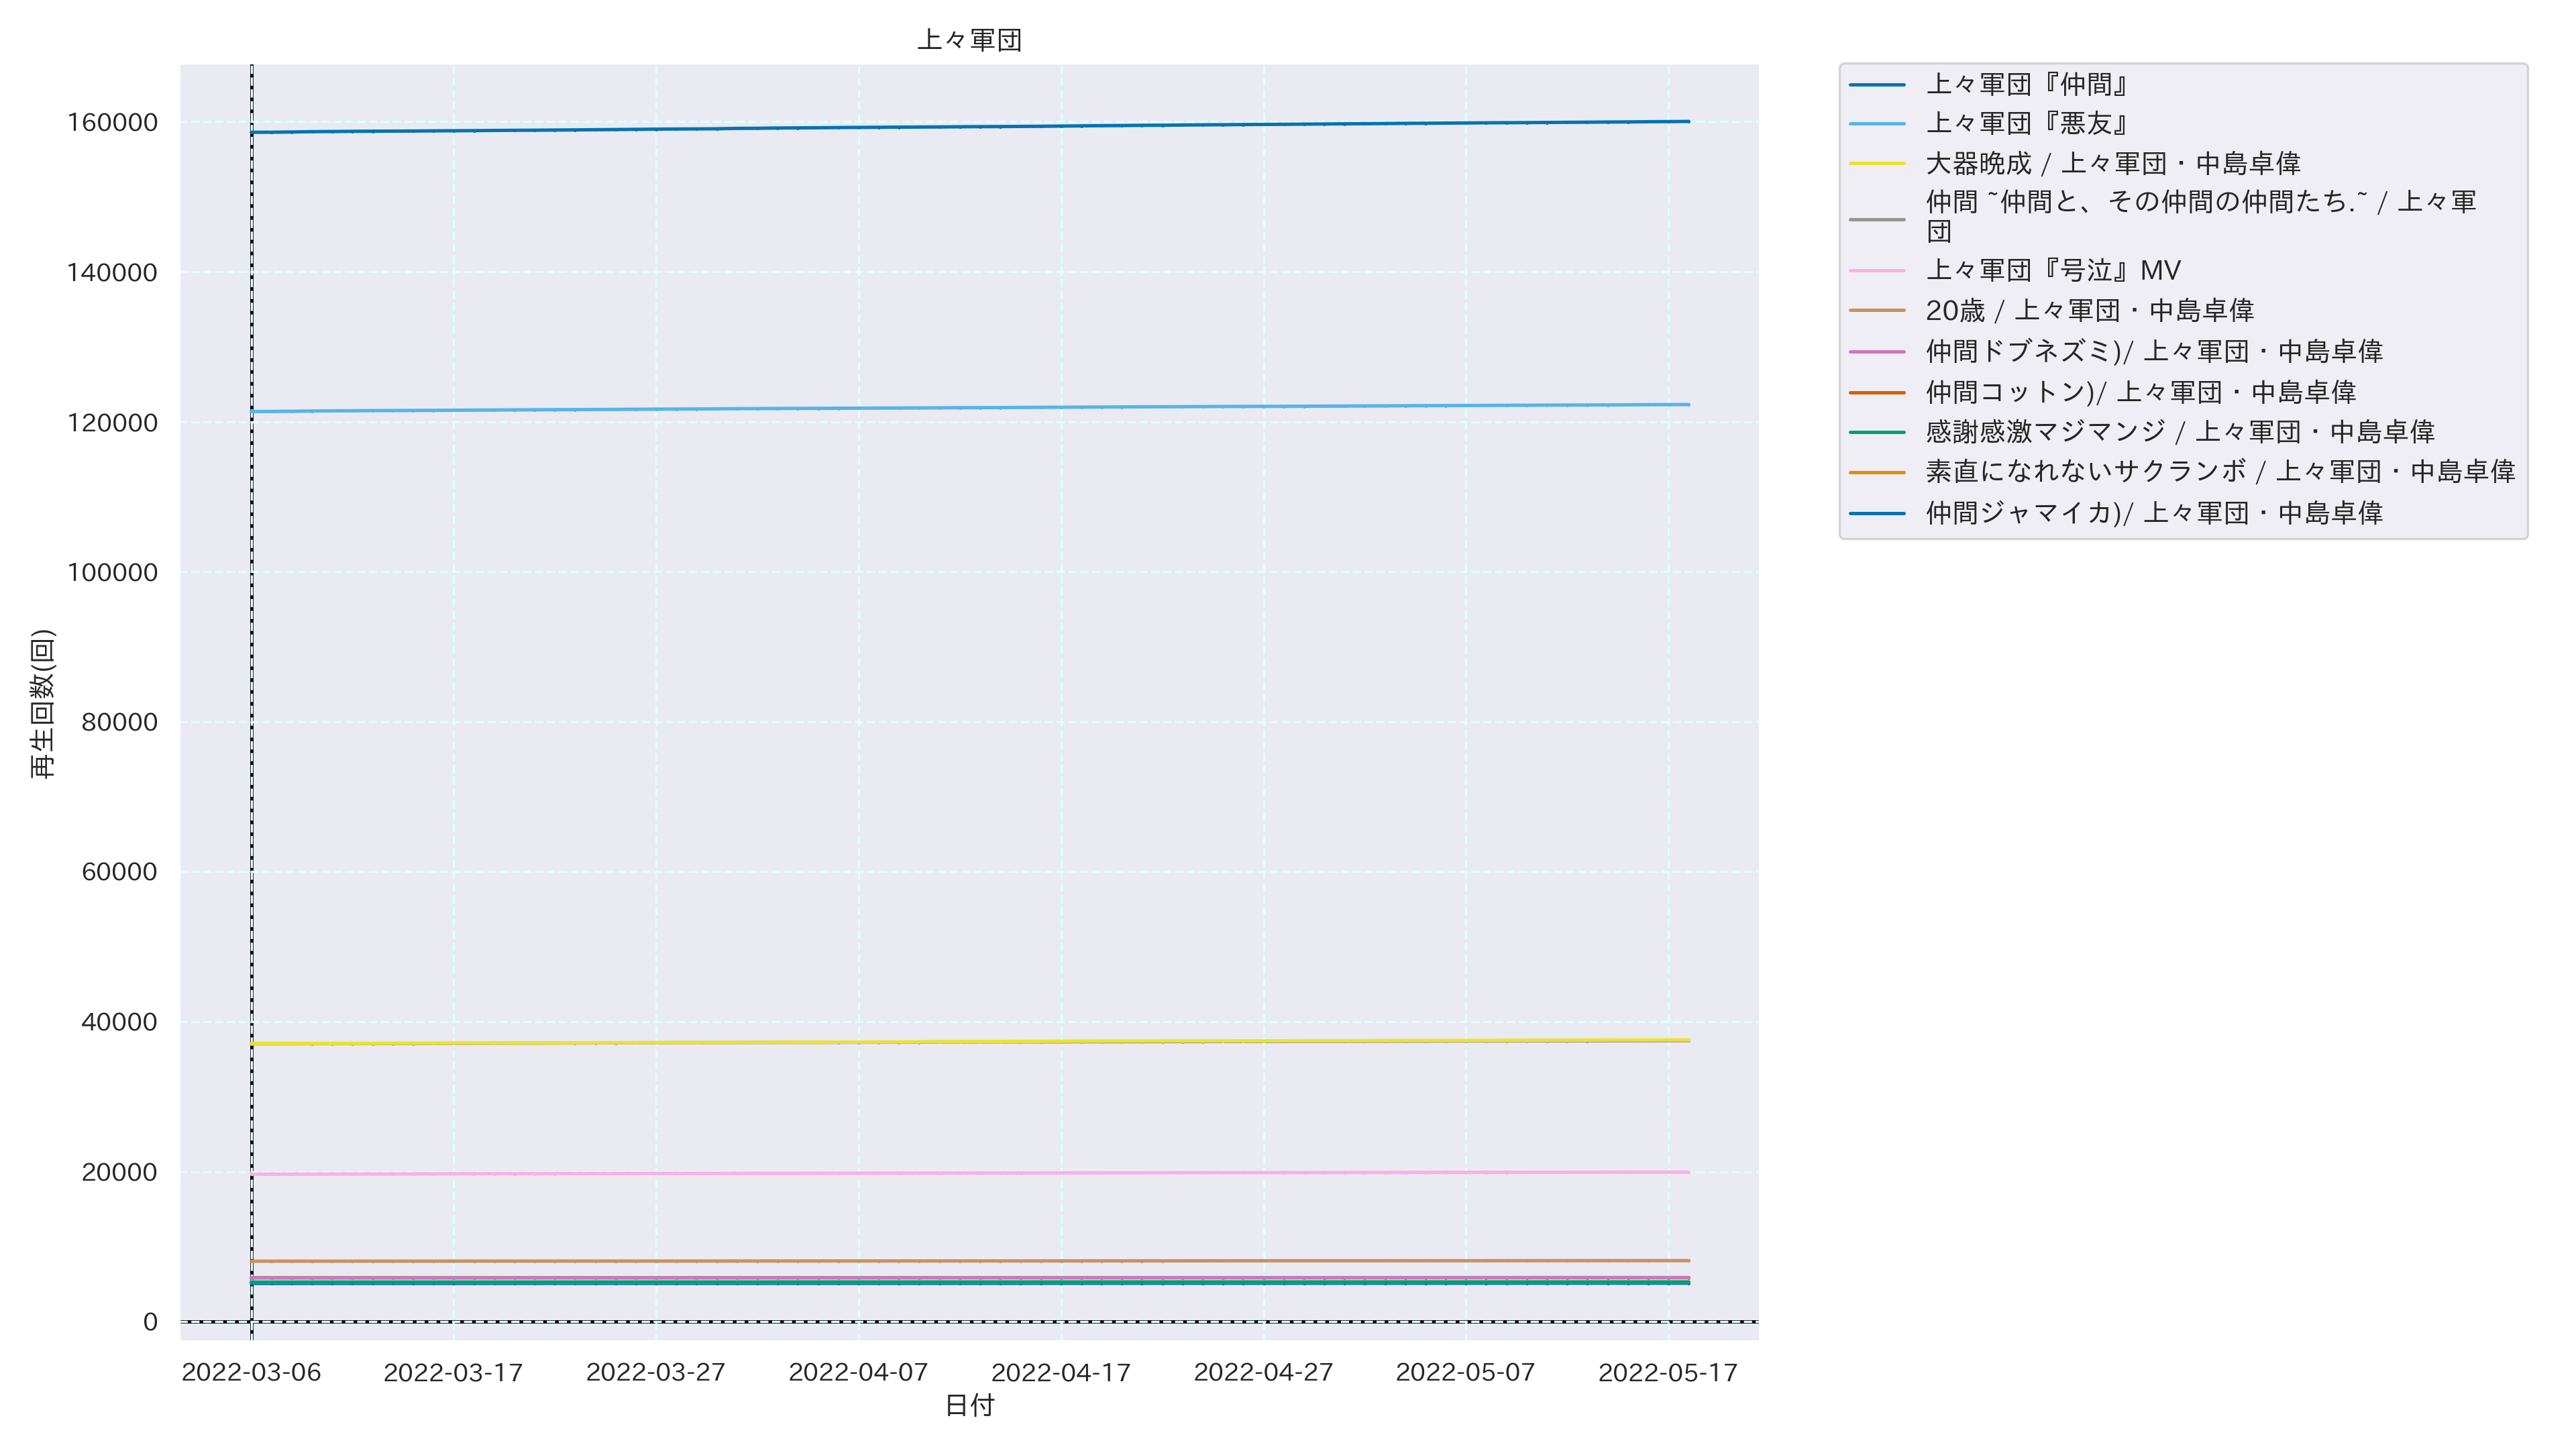 上々軍団
160000
140000
120000
100000
80000
60000
40000
20000
0
再生回数(回)
2022-03-06
2022-03-17
2022-03-27
2022-04-07
2022-04-17
2022-04-27
2022-05-07
2022-05-17
日付
上々軍団『仲間』
上々軍団『悪友』
大器晩成 / 上々軍団・中島卓偉
仲間 ~仲間と、その仲間の仲間たち.~ / 上々軍
団
上々軍団『号泣』MV
20歳 / 上々軍団・中島卓偉
仲間ドブネズミ)/ 上々軍団・中島卓偉
仲間コットン)/ 上々軍団・中島卓偉
感謝感激マジマンジ / 上々軍団・中島卓偉
素直になれないサクランボ / 上々軍団・中島卓偉
仲間ジャマイカ)/ 上々軍団・中島卓偉